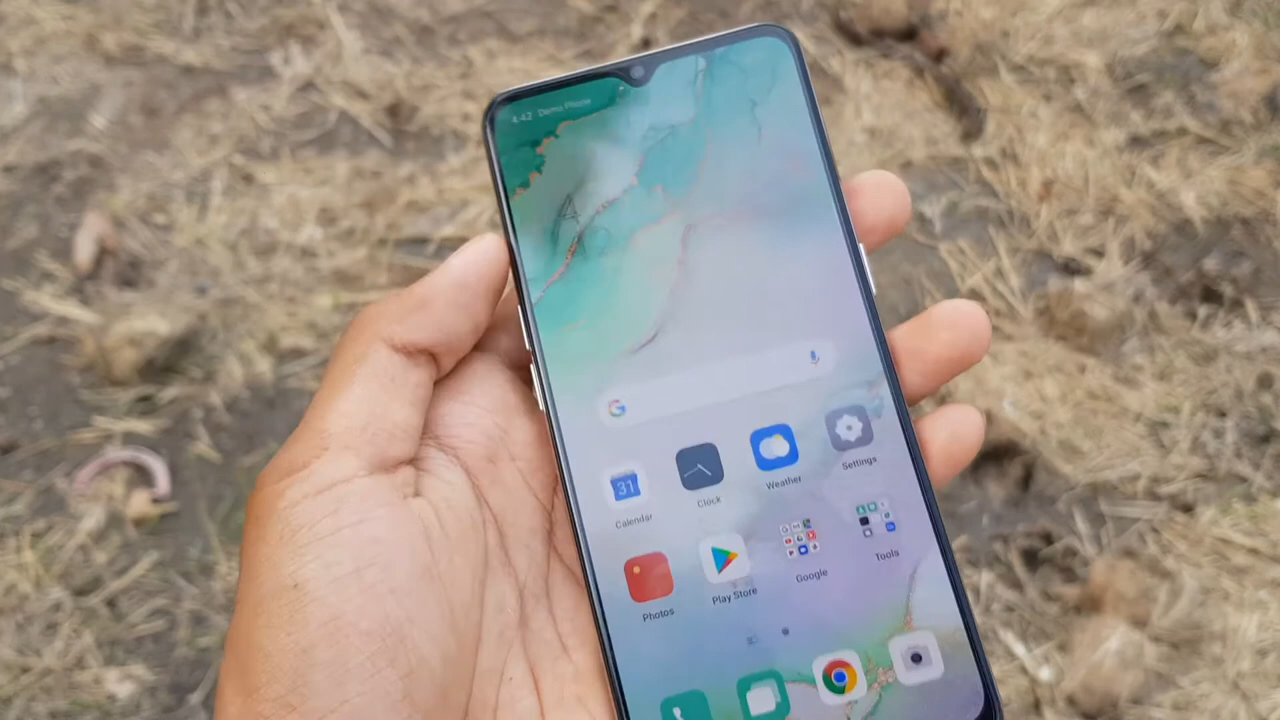 4:42 Demo Phone
31
Calendar
Clock
Weather
Settings
Photos
Play Store
Google
Tools